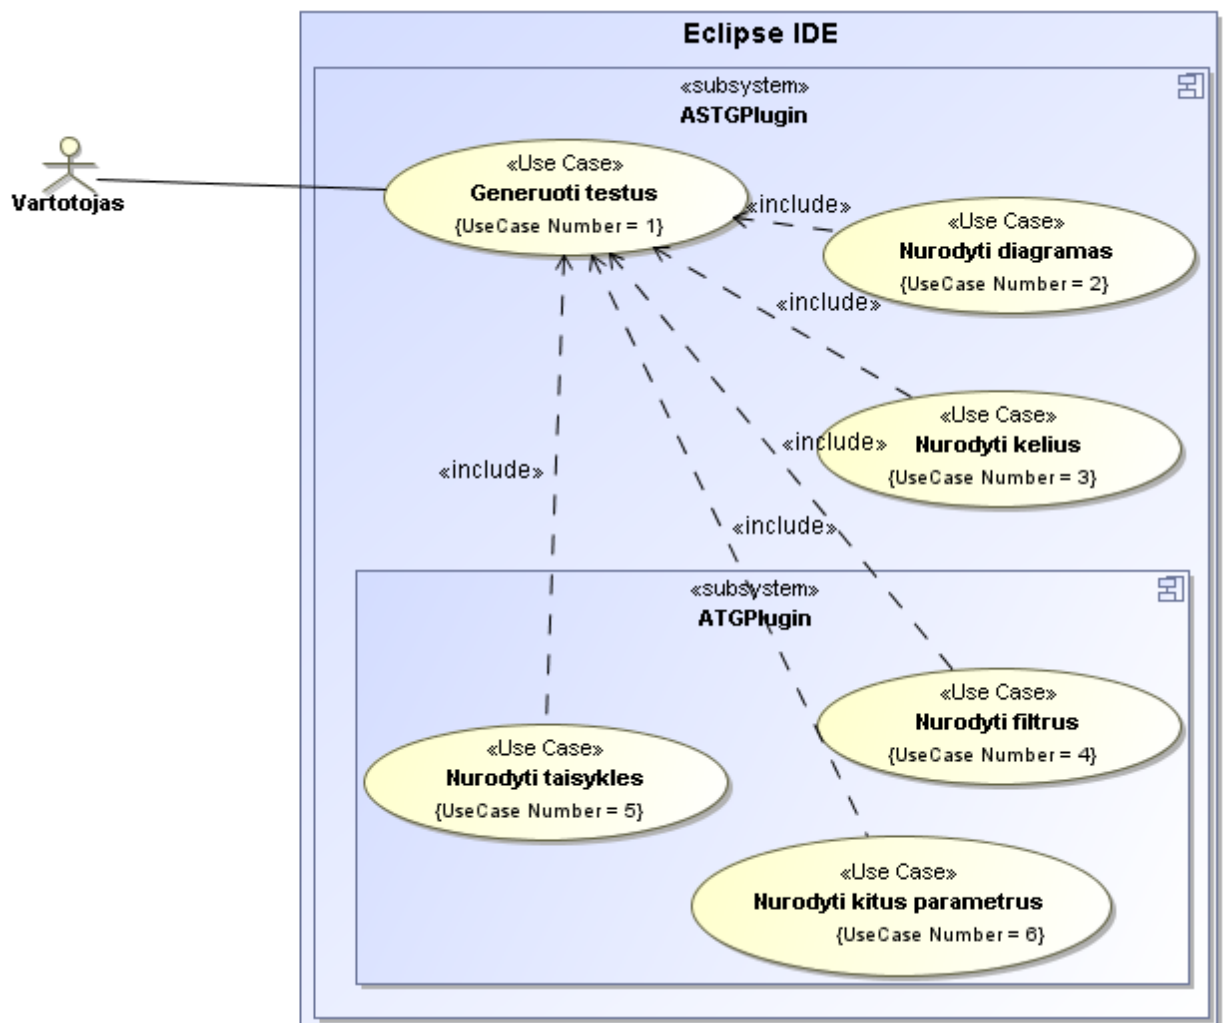 Eclipse IDE
«subsystem»
ASTGPlugin
Vartotojas
«Use Case»
Generuoti testus
{UseCase Number = 1}
«include»
«Use Case»
Nurodyti diagramas
{UseCase Number = 2}
«include»
«Use Case»
Nurodyti kelius
{UseCase Number = 3}
«include»
«include»
«include»
«subsystem»
ATGPlugin
«Use Case»
Nurodyti filtrus
{UseCase Number = 4}
«Use Case»
Nurodyti taisykles
{UseCase Number = 5}
«Use Case»
Nurodyti kitus parametrus
{UseCase Number = 6}